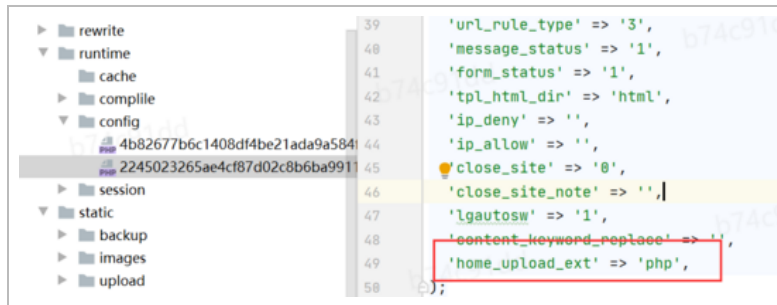 rewrite
runtime
cache
complile
config
4b82677b6c1408df4be21ada9a584f
2245023265ae4cf87d02c8b6ba9911
session
static
backup
images
upload
39 'url_rule_type' => '3',
40 'message_status' => '1',
41 'form_status' => '1',
42 'tpl_html_dir' => 'html',
43 'ip_deny' => '',
44 'ip_allow' => '',
45 'close_site' => '0',
46 'close_site_note' => '',
47 'lgautosw' => '1',
48 'content_keyword_replace' => '',
49 'home_upload_ext' => 'php',
50 );